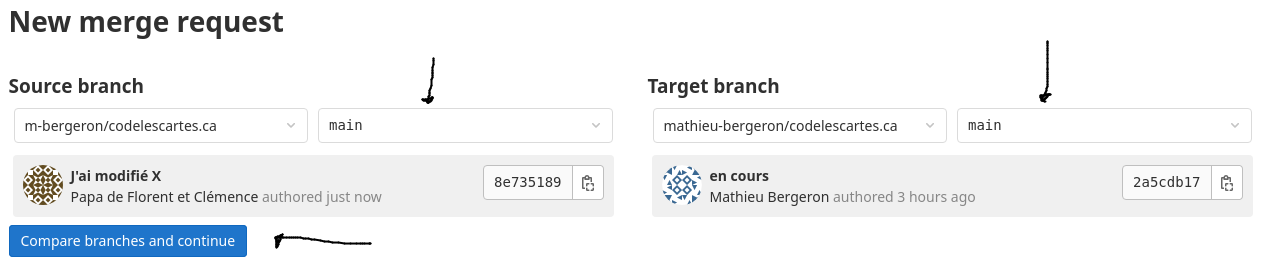 New merge request
Source branch
m-bergeron/codelescartes.ca main
J'ai modifié X
Papa de Florent et Clémence authored just now
8e735189
Target branch
mathieu-bergeron/codelescartes.ca main
en cours
Mathieu Bergeron authored 3 hours ago
2a5cdb17
Compare branches and continue